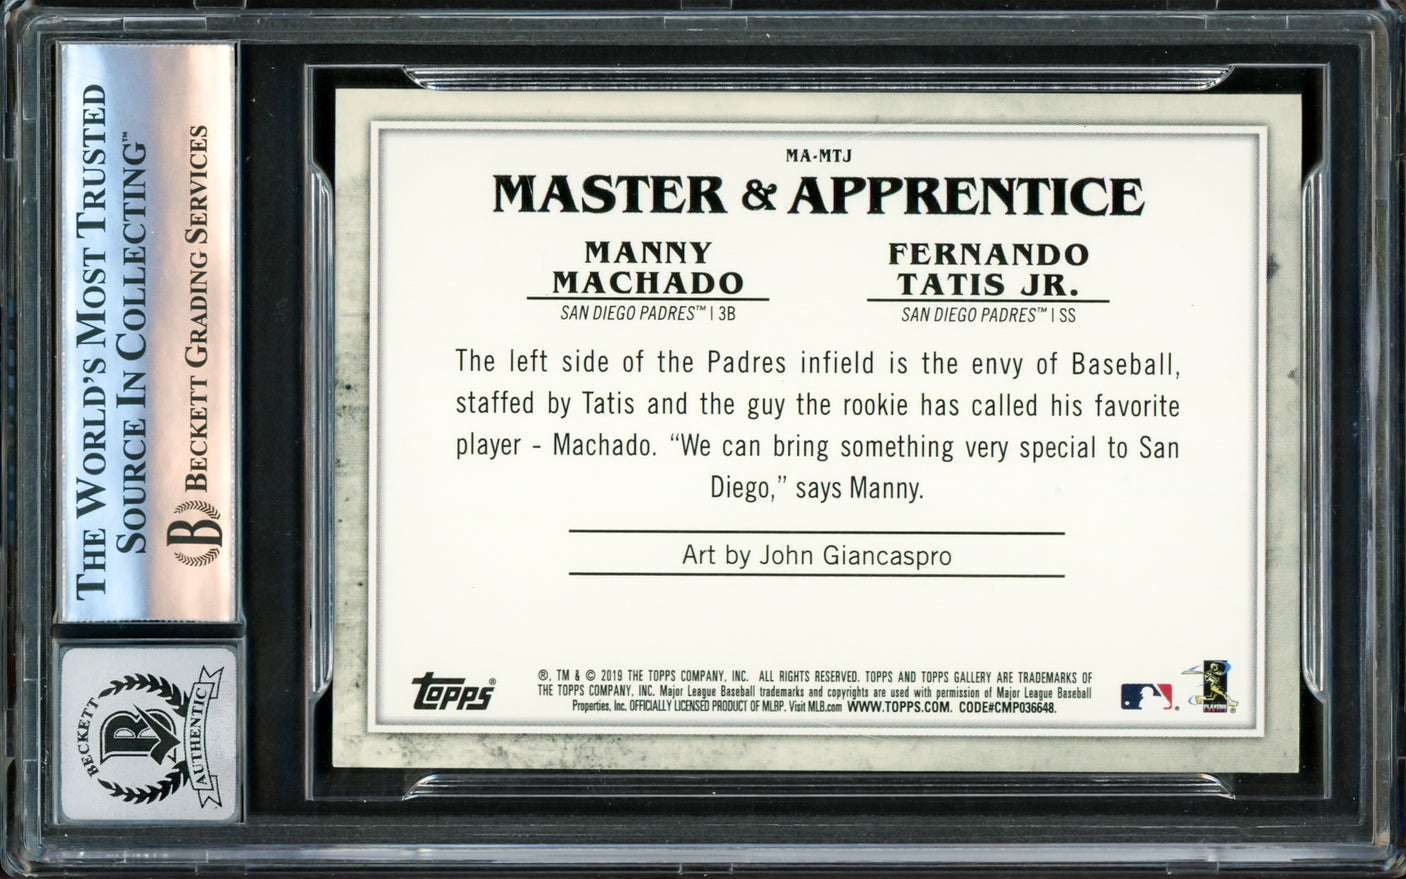 THE WORLD'S MOST TRUSTED
SOURCE IN COLLECTING™
B BECKETT GRADING SERVICES
BECKETT
B
AUTHENTIC
MA-MTJ
MASTER & APPRENTICE
MANNY
MACHADO
SAN DIEGO PADRES™ | 3B
FERNANDO
TATIS JR.
SAN DIEGO PADRES™ | SS
The left side of the Padres infield is the envy of Baseball,
staffed by Tatis and the guy the rookie has called his favorite
player - Machado. “We can bring something very special to San
Diego,” says Manny.
Art by John Giancaspro
topps®
®, TM & © 2019 THE TOPPS COMPANY, INC. ALL RIGHTS RESERVED. TOPPS AND TOPPS GALLERY ARE TRADEMARKS OF
THE TOPPS COMPANY, INC. Major League Baseball trademarks and copyrights are used with permission of Major League Baseball
Properties, Inc. OFFICIALLY LICENSED PRODUCT OF MLBP. Visit MLB.com WWW.TOPPS.COM. CODE#CMP036648.